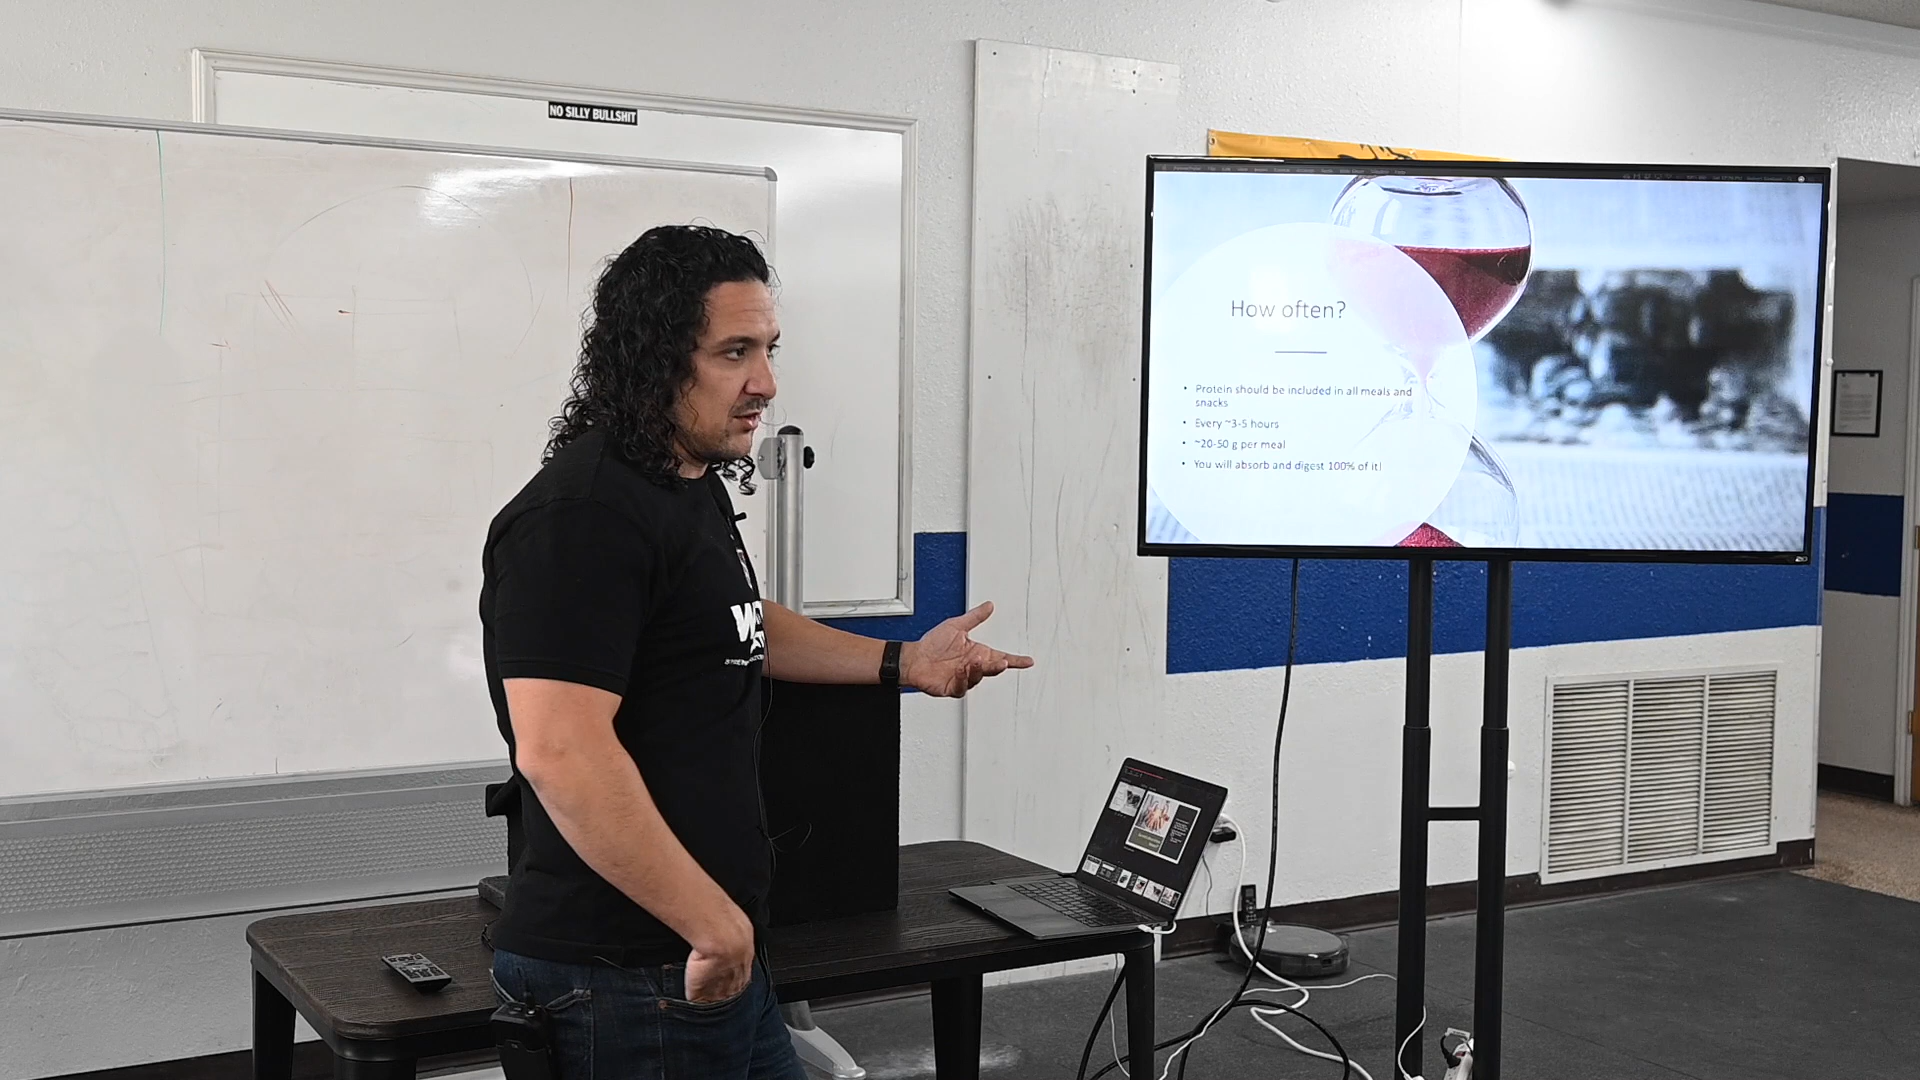 NO SILLY BULLSHIT
How often?
• Protein should be included in all meals and
snacks
• Every ~3-5 hours
• ~20-50 g per meal
• You will absorb and digest 100% of it!